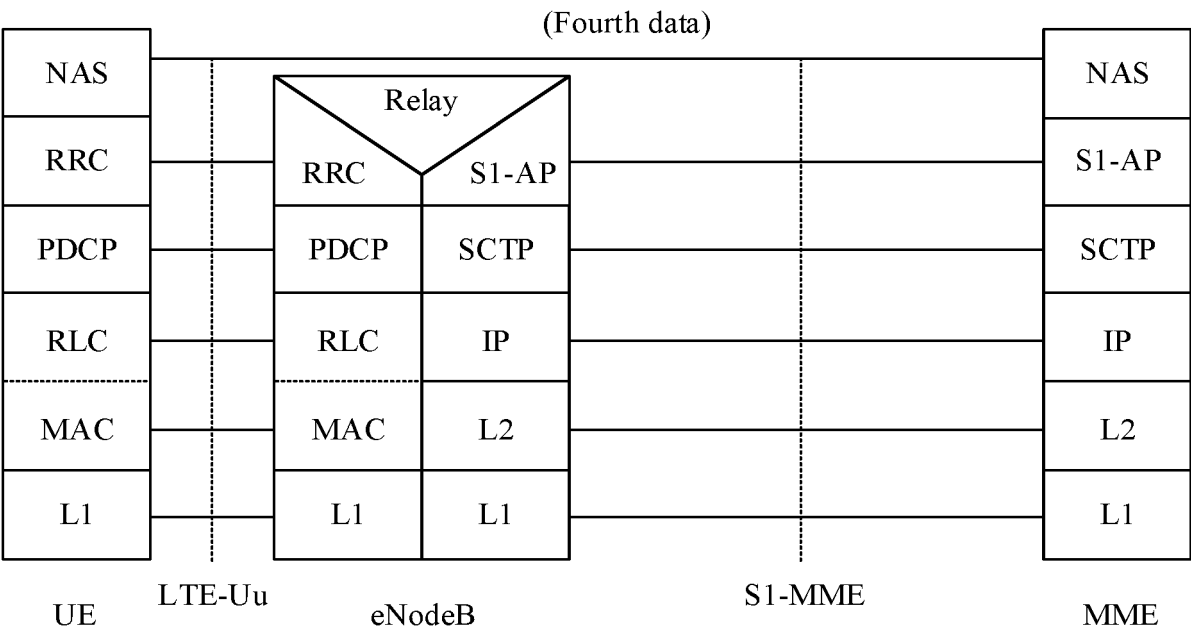 (Fourth data)
NAS NAS
Relay
RRC RRC S1-AP S1-AP
PDCP PDCP SCTP SCTP
RLC RLC IP IP
MAC MAC L2 L2
L1 L1 L1 L1
LTE-Uu S1-MME
UE eNodeB MME